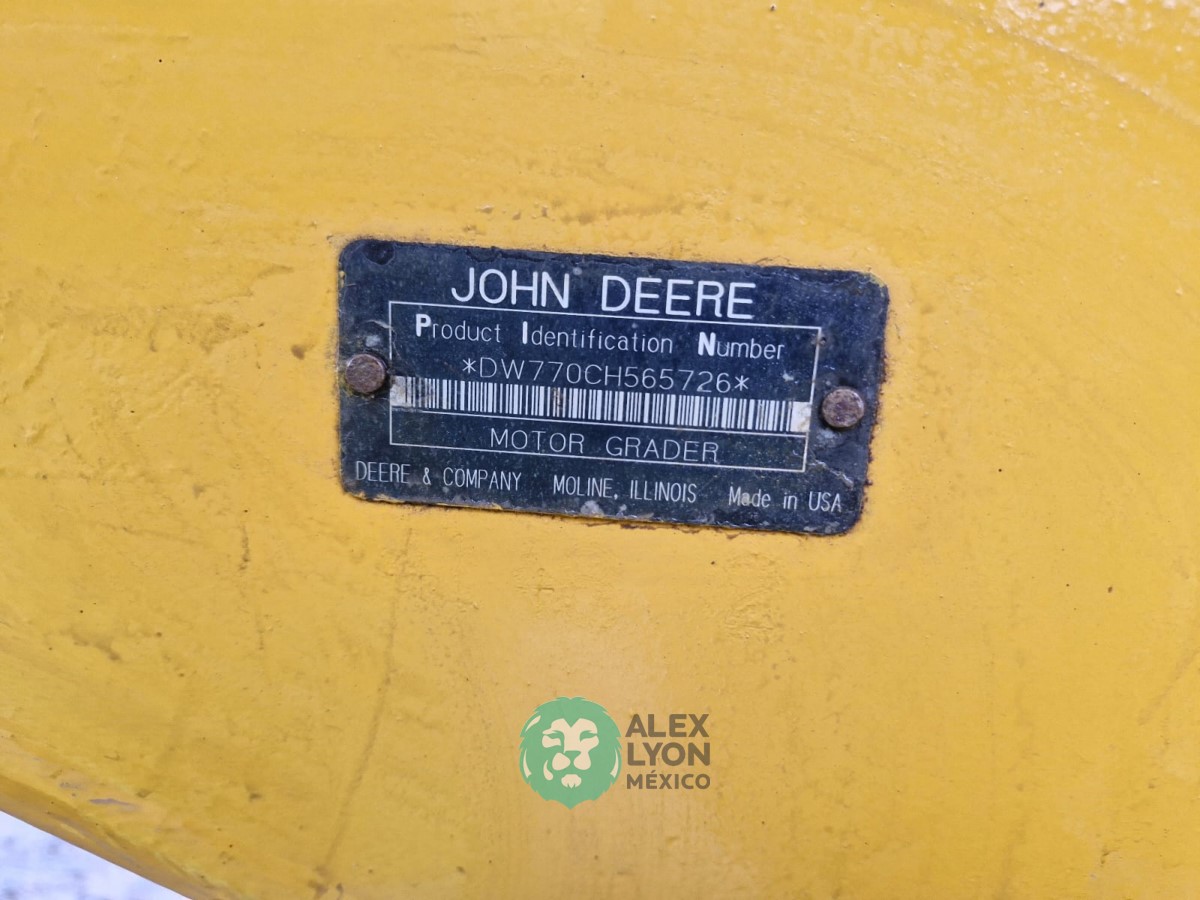 JOHN DEERE
Product Identification Number
*DW770CH565726*
MOTOR GRADER
DEERE & COMPANY MOLINE, ILLINOIS Made in USA
ALEX
LYON
MÉXICO